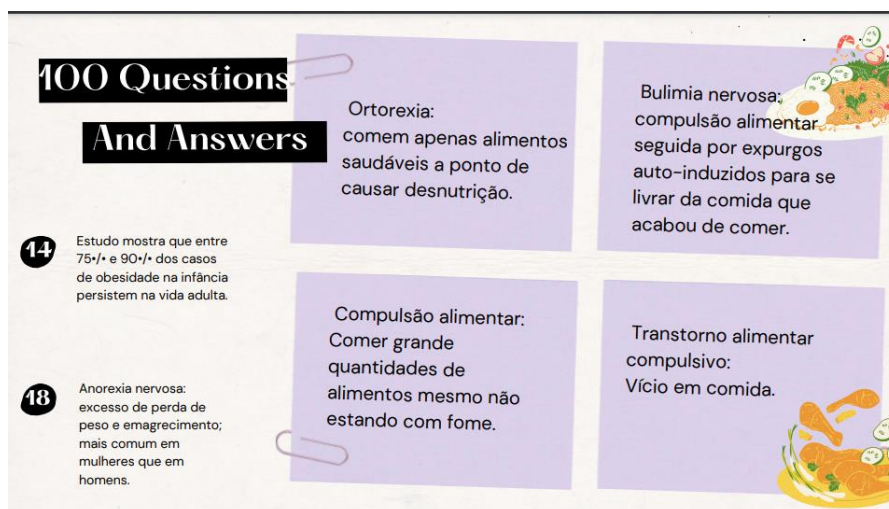 100 Questions
And Answers
14
Estudo mostra que entre
75•/• e 90•/• dos casos
de obesidade na infância
persistem na vida adulta.
18
Anorexia nervosa:
excesso de perda de
peso e emagrecimento;
mais comum em
mulheres que em
homens.
Ortorexia:
comem apenas alimentos
saudáveis a ponto de
causar desnutrição.
Bulimia nervosa:
compulsão alimentar
seguida por expurgos
auto-induzidos para se
livrar da comida que
acabou de comer.
Compulsão alimentar:
Comer grande
quantidades de
alimentos mesmo não
estando com fome.
Transtorno alimentar
compulsivo:
Vício em comida.